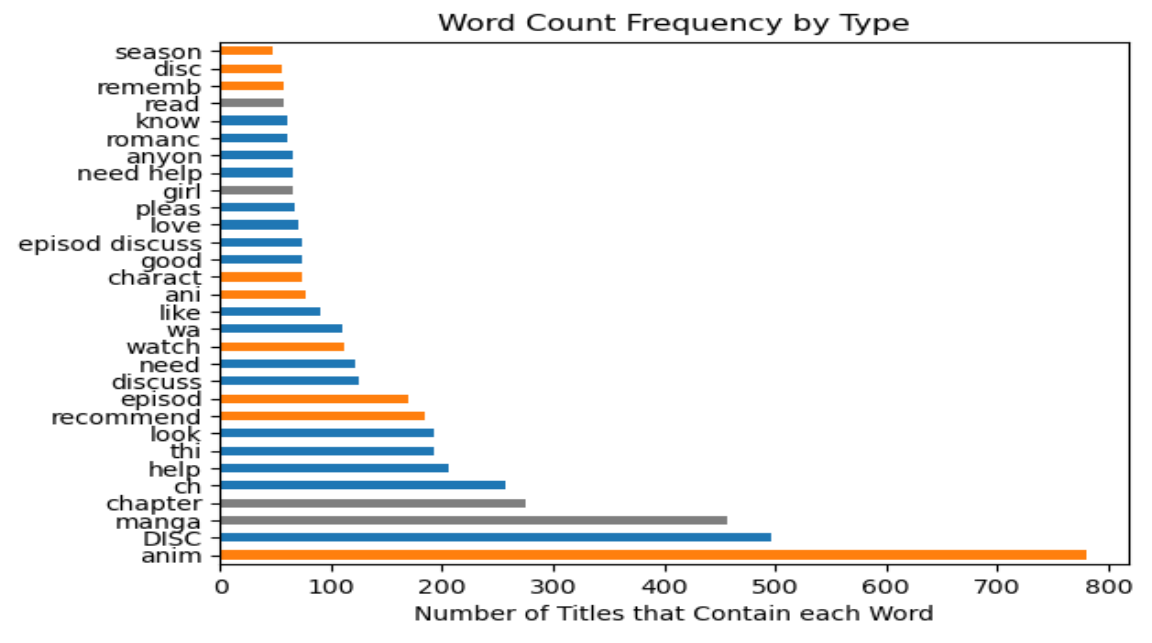 Word Count Frequency by Type
season
disc
rememb
read
know
romanc
anyon
need help
girl
pleas
love
episod discuss
good
charact
ani
like
wa
watch
need
discuss
episod
recommend
look
thi
help
ch
chapter
manga
DISC
anim
0 100 200 300 400 500 600 700 800
Number of Titles that Contain each Word